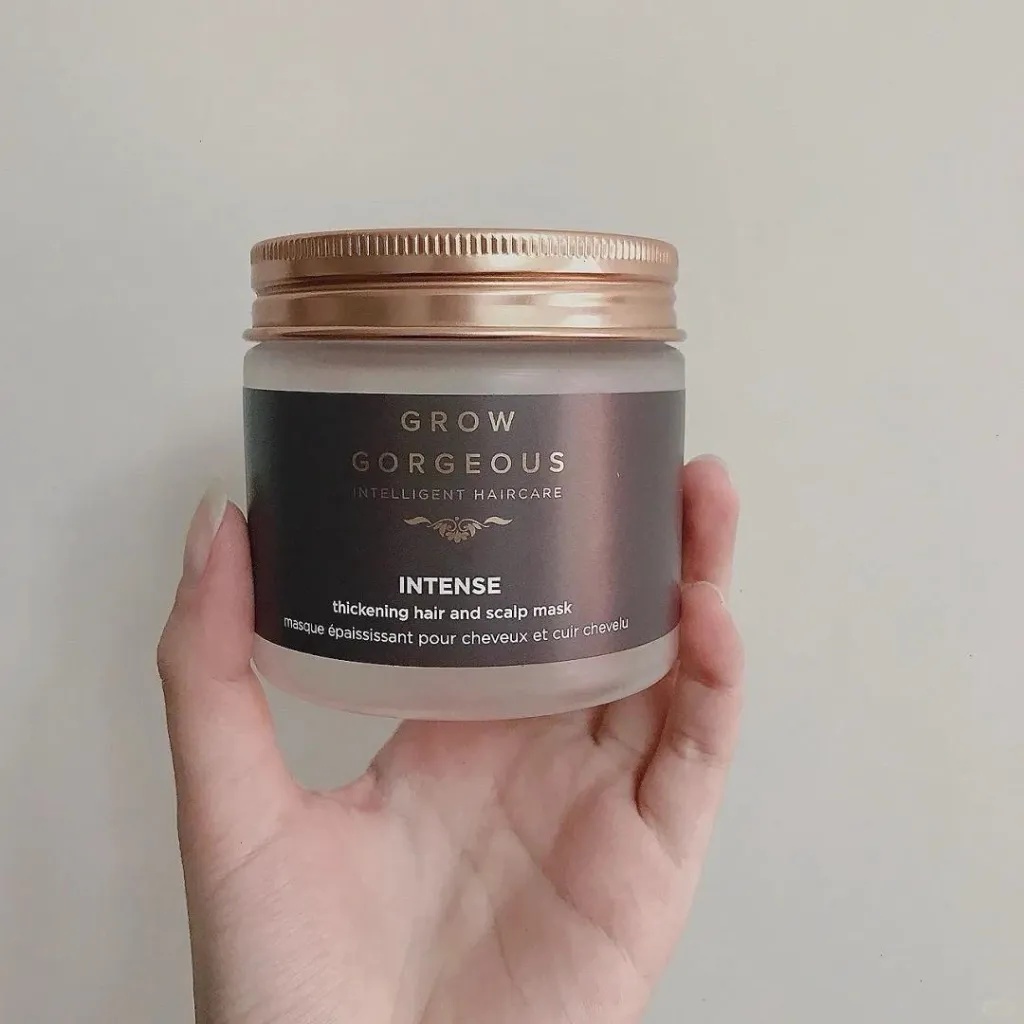 GROW
GORGEOUS
INTELLIGENT HAIRCARE
INTENSE
thickening hair and scalp mask
masque épaississant pour cheveux et cuir chevelu